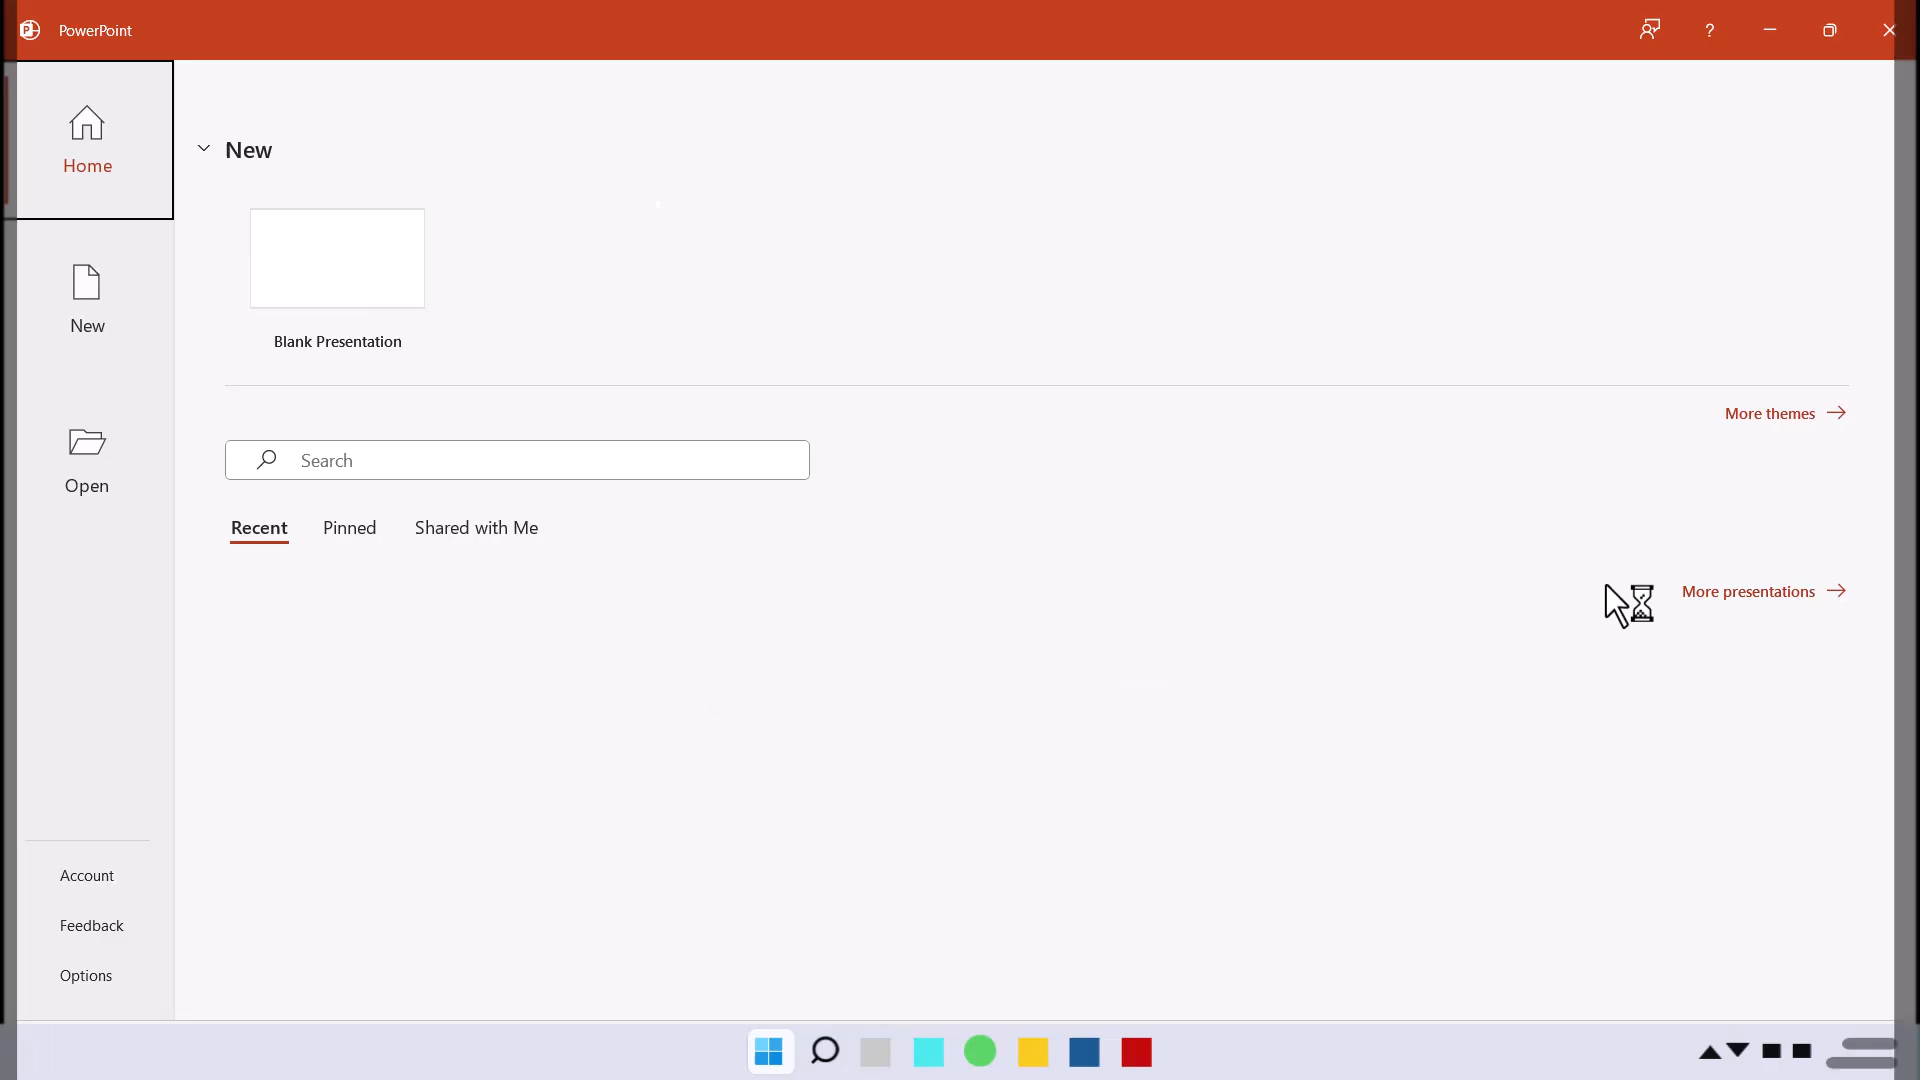 PowerPoint
?
Home
New
Open
Account
Feedback
Options
New
Blank Presentation
More themes
Search
Recent Pinned Shared with Me
More presentations